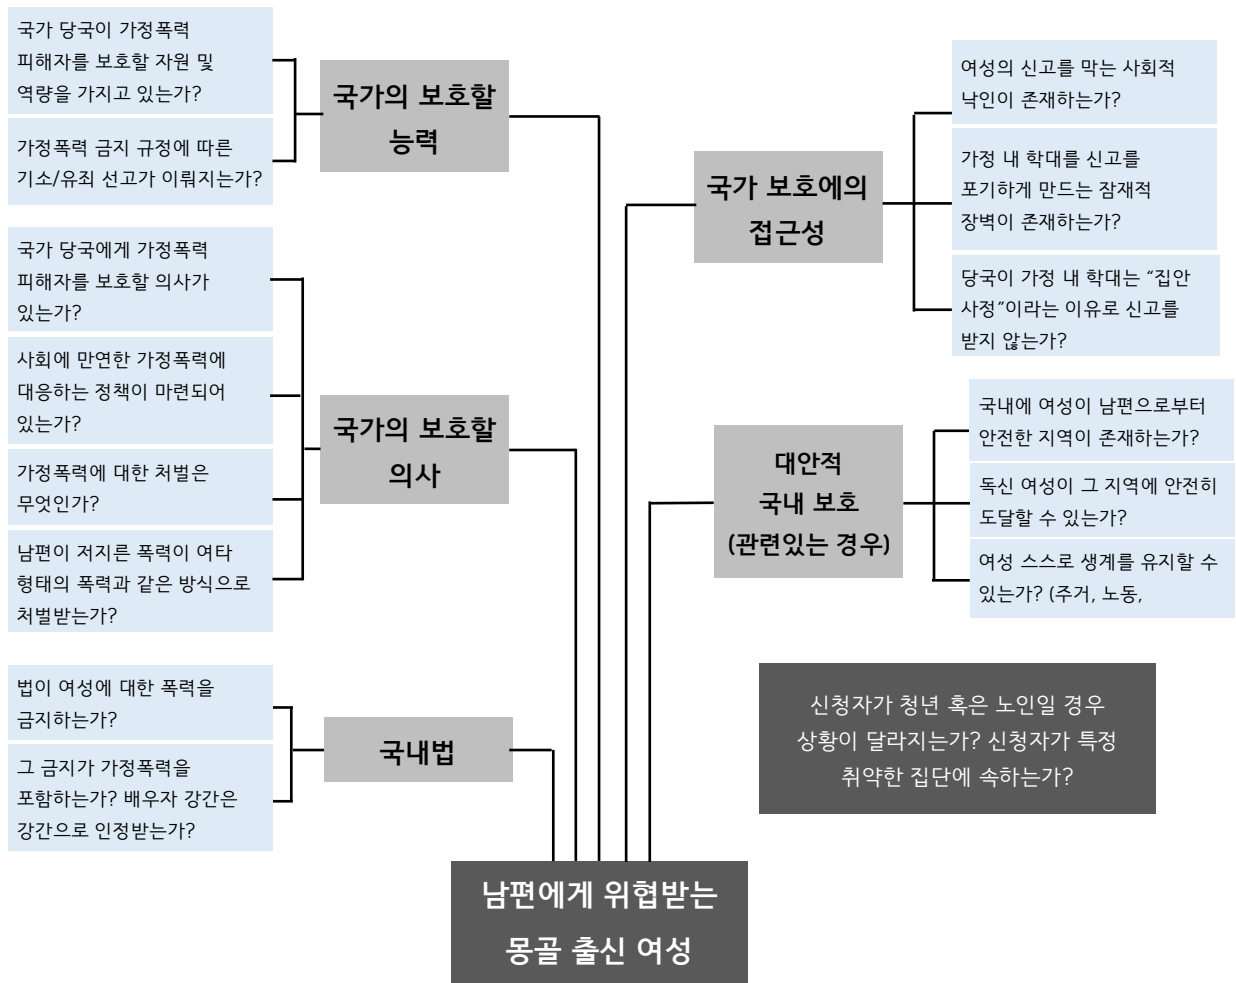 국가 당국이 가정폭력
피해자를 보호할 자원 및
역량을 가지고 있는가?
가정폭력 금지 규정에 따른
기소/유죄 선고가 이뤄지는가?
국가의 보호할
능력
국가 당국에게 가정폭력
피해자를 보호할 의사가
있는가?
사회에 만연한 가정폭력에
대응하는 정책이 마련되어
있는가?
가정폭력에 대한 처벌은
무엇인가?
남편이 저지른 폭력이 여타
형태의 폭력과 같은 방식으로
처벌받는가?
국가의 보호할
의사
법이 여성에 대한 폭력을
금지하는가?
그 금지가 가정폭력을
포함하는가? 배우자 강간은
강간으로 인정받는가?
국내법
국가 보호에의
접근성
여성의 신고를 막는 사회적
낙인이 존재하는가?
가정 내 학대를 신고를
포기하게 만드는 잠재적
장벽이 존재하는가?
당국이 가정 내 학대는 “집안
사정”이라는 이유로 신고를
받지 않는가?
대안적
국내 보호
(관련있는 경우)
국내에 여성이 남편으로부터
안전한 지역이 존재하는가?
독신 여성이 그 지역에 안전히
도달할 수 있는가?
여성 스스로 생계를 유지할 수
있는가? (주거, 노동,
신청자가 청년 혹은 노인일 경우
상황이 달라지는가? 신청자가 특정
취약한 집단에 속하는가?
남편에게 위협받는
몽골 출신 여성